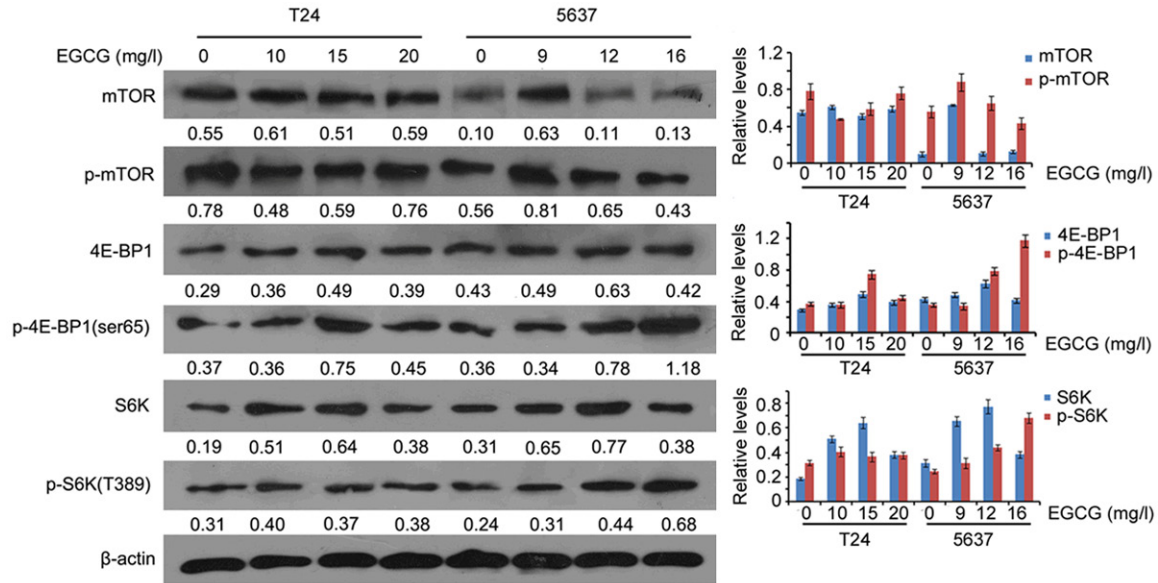 T24 5637
EGCG (mg/l) 0 10 15 20 0 9 12 16
mTOR
0.55 0.61 0.51 0.59 0.10 0.63 0.11 0.13
p-mTOR
0.78 0.48 0.59 0.76 0.56 0.81 0.65 0.43
4E-BP1
0.29 0.36 0.49 0.39 0.43 0.49 0.63 0.42
p-4E-BP1(ser65)
0.37 0.36 0.75 0.45 0.36 0.34 0.78 1.18
S6K
0.19 0.51 0.64 0.38 0.31 0.65 0.77 0.38
p-S6K(T389)
0.31 0.40 0.37 0.38 0.24 0.31 0.44 0.68
β-actin
Relative levels
1.2
0.8
0.4
0
mTOR
p-mTOR
0 10 15 20 0 9 12 16 EGCG (mg/l)
T24 5637
Relative levels
1.2
0.8
0.4
0
4E-BP1
p-4E-BP1
0 10 15 20 0 9 12 16 EGCG (mg/l)
T24 5637
Relative levels
0.8
0.6
0.4
0.2
0
S6K
p-S6K
0 10 15 20 0 9 12 16 EGCG (mg/l)
T24 5637